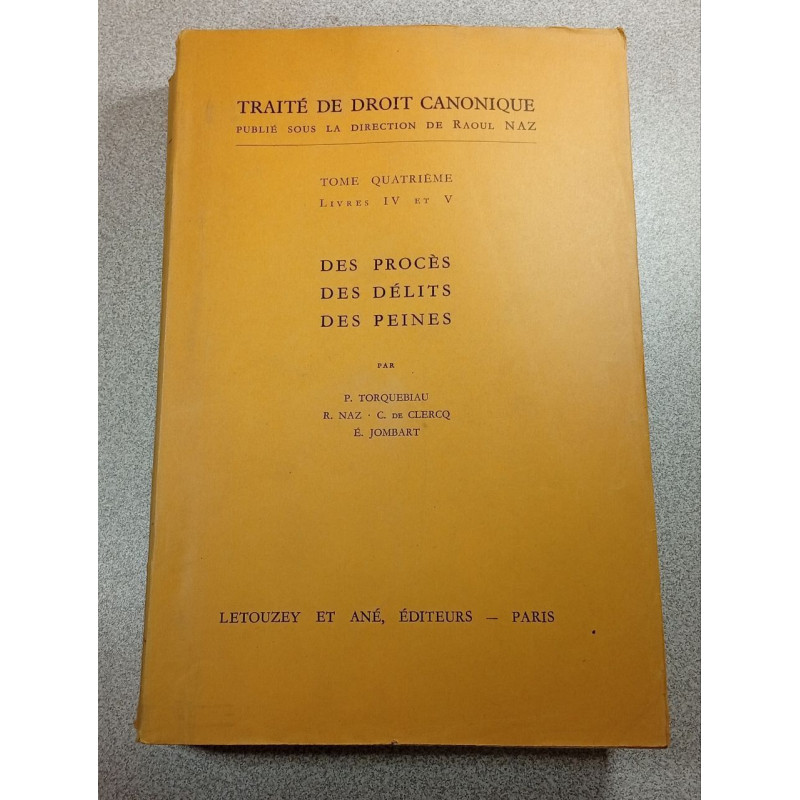 TRAITÉ DE DROIT CANONIQUE
PUBLIÉ SOUS LA DIRECTION DE RAOUL NAZ
TOME QUATRIÈME
LIVRES IV ET V
DES PROCÈS
DES DÉLITS
DES PEINES
PAR
P. TORQUEBIAU
R. NAZ · C. DE CLERCQ
É. JOMBART
LETOUZEY ET ANÉ, ÉDITEURS — PARIS